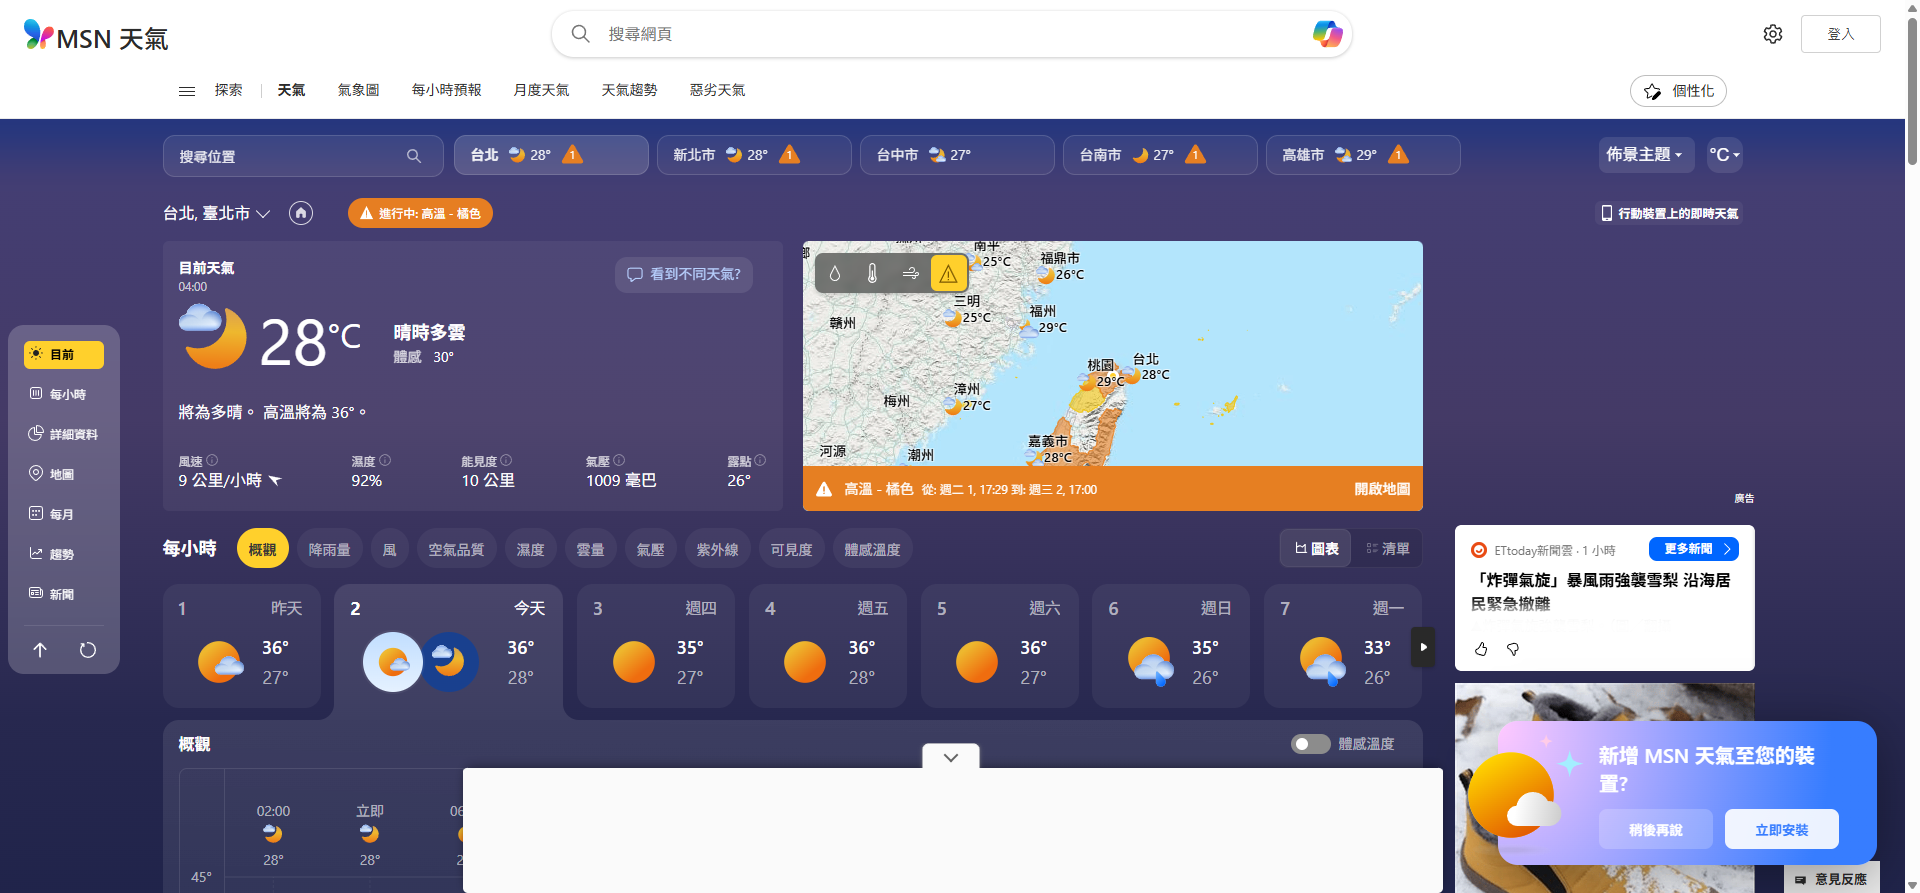 MSN 天氣
搜尋網頁
登入
探索
天氣
氣象圖
每小時預報
月度天氣
天氣趨勢
惡劣天氣
個性化
搜尋位置
台北 28° 1
新北市 28° 1
台中市 27°
台南市 27° 1
高雄市 29° 1
佈景主題
°C
台北, 臺北市
進行中: 高溫 - 橘色
行動裝置上的即時天氣
目前天氣
04:00
看到不同天氣?
28°C
晴時多雲
體感 30°
將為多晴。 高溫將為 36°。
風速
9 公里/小時
濕度
92%
能見度
10 公里
氣壓
1009 毫巴
露點
26°
目前
每小時
詳細資料
地圖
每月
趨勢
新聞
南平
25°C
福鼎市
26°C
三明
25°C
福州
29°C
贛州
桃園
29°C
台北
28°C
漳州
27°C
梅州
嘉義市
28°C
河源
潮州
高溫 - 橘色 從: 週二 1, 17:29 到: 週三 2, 17:00
開啟地圖
廣告
每小時
概觀
降雨量
風
空氣品質
濕度
雲量
氣壓
紫外線
可見度
體感溫度
圖表
清單
1 昨天
36°
27°
2 今天
36°
28°
3 週四
35°
27°
4 週五
36°
28°
5 週六
36°
27°
6 週日
35°
26°
7 週一
33°
26°
ETtoday新聞雲 · 1 小時
更多新聞
「炸彈氣旋」暴風雨強襲雪梨 沿海居
民緊急撤離
概觀
體感溫度
02:00
28°
立即
28°
45°
新增 MSN 天氣至您的裝
置?
稍後再說
立即安裝
意見反應